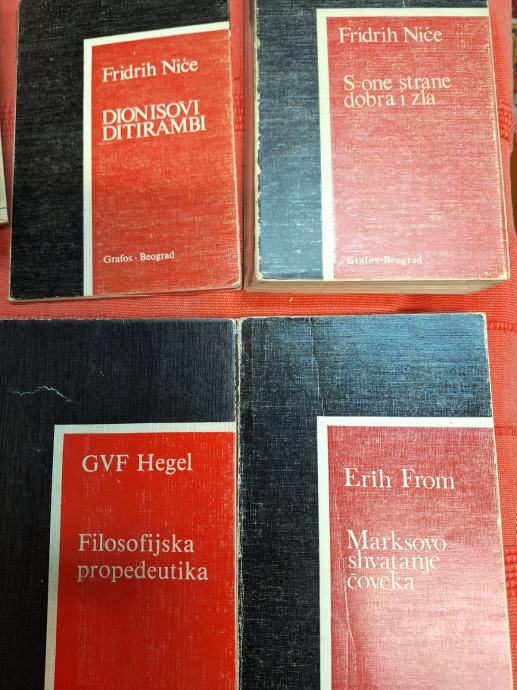 Fridrih Niče
DIONISOVI
DITIRAMBI
Grafos - Beograd
Fridrih Niče
S-one strane
dobra i zla
Grafos-Beograd
GVF Hegel
Filosofijska
propedeutika
Erih From
Marksovo
shvatanje
čoveka